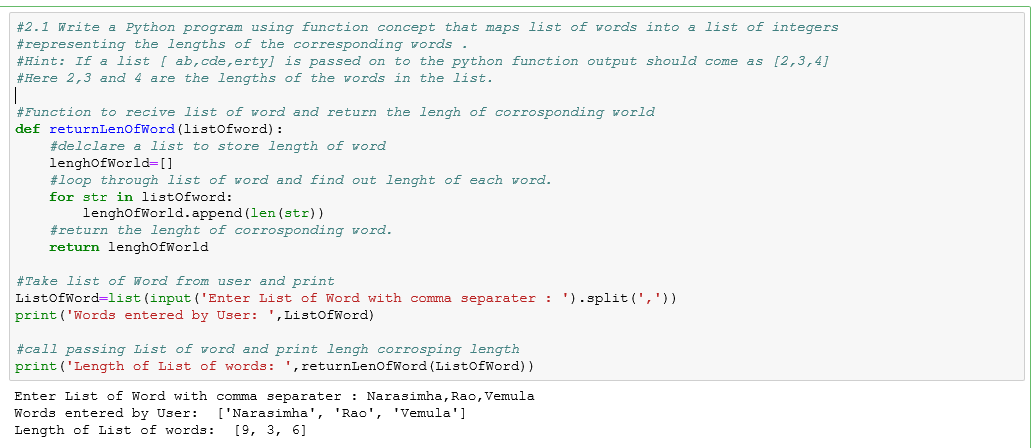 #2.1 Write a Python program using function concept that maps list of words into a list of integers
#representing the lengths of the corresponding words .
#Hint: If a list [ ab,cde,erty] is passed on to the python function output should come as [2,3,4]
#Here 2,3 and 4 are the lengths of the words in the list.
#Function to recive list of word and return the lengh of corrosponding world
def returnLenOfWord(listOfword):
    #delclare a list to store length of word
    lenghOfWorld=[]
    #loop through list of word and find out lenght of each word.
    for str in listOfword:
        lenghOfWorld.append(len(str))
    #return the lenght of corrosponding word.
    return lenghOfWorld
#Take list of Word from user and print
ListOfWord=list(input('Enter List of Word with comma separater : ').split(','))
print('Words entered by User: ',ListOfWord)
#call passing List of word and print lengh corrosping length
print('Length of List of words: ',returnLenOfWord(ListOfWord))
Enter List of Word with comma separater : Narasimha,Rao,Vemula
Words entered by User:  ['Narasimha', 'Rao', 'Vemula']
Length of List of words:  [9, 3, 6]